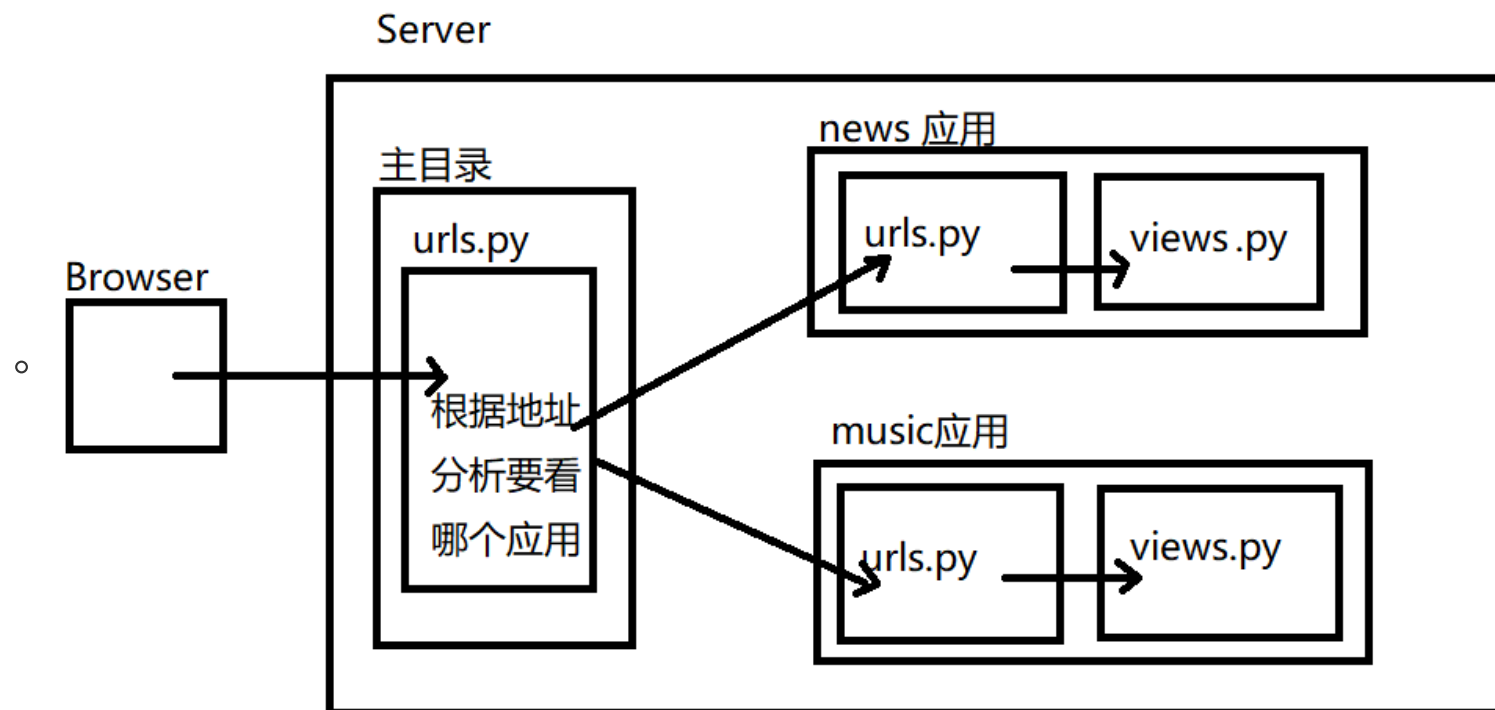 Server
news 应用
主目录
urls.py
views.py
urls.py
Browser
根据地址
分析要看
哪个应用
music应用
urls.py
views.py